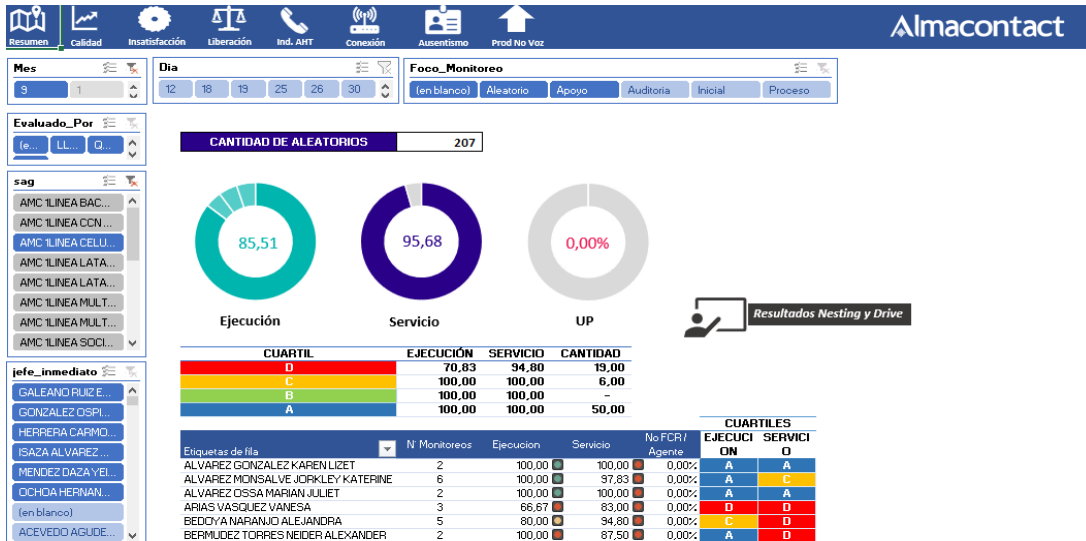 Resumen Calidad Insatisfacción Liberación Ind. AHT Conexión Ausentismo Prod No Voz Almacontact
Mes
9 1
Dia
12 18 19 25 26 30
Foco_Monitoreo
(en blanco) Aleatorio Apoyo Auditoria Inicial Proceso
Evaluado_Por
(e... LL... Q...
CANTIDAD DE ALEATORIOS 207
sag
AMC 1LINEA BAC...
AMC 1LINEA CCN ...
AMC 1LINEA CELU...
AMC 1LINEA LATA...
AMC 1LINEA LATA...
AMC 1LINEA MULT...
AMC 1LINEA MULT...
AMC 1LINEA SOCI...
85,51 95,68 0,00%
Ejecución Servicio UP
Resultados Nesting y Drive
jefe_inmediato
GALEANO RUIZ E...
GONZALEZ OSPI...
HERRERA CARMO...
ISAZA ALVAREZ ...
MENDEZ DAZA YEI...
OCHOA HERNAN...
(en blanco)
ACEVEDO AGUDE...
CUARTIL EJECUCIÓN SERVICIO CANTIDAD
D 70,83 94,80 19,00
C 100,00 100,00 6,00
B 100,00 100,00 -
A 100,00 100,00 50,00
CUARTILES
Etiquetas de fila N° Monitoreos Ejecucion Servicio No FCR / Agente EJECUCION SERVICIO
ALVAREZ GONZALEZ KAREN LIZET 2 100,00 100,00 0,00% A A
ALVAREZ MONSALVE JORKLEY KATERINE 6 100,00 97,83 0,00% A C
ALVAREZ OSSA MARIAN JULIET 2 100,00 100,00 0,00% A A
ARIAS VASQUEZ VANESA 3 66,67 83,00 0,00% D D
BEDOYA NARANJO ALEJANDRA 5 80,00 94,80 0,00% C D
BERMUDEZ TORRES NEIDER ALEXANDER 2 100,00 87,50 0,00% A D